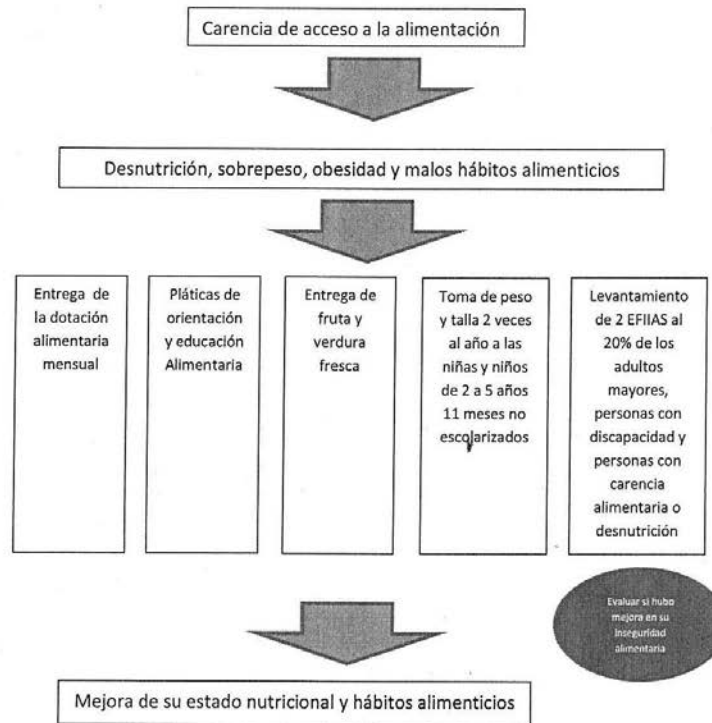 Carencia de acceso a la alimentación
Desnutrición, sobrepeso, obesidad y malos hábitos alimenticios
Entrega de
la dotación
alimentaria
mensual
Pláticas de
orientación
y educación
Alimentaria
Entrega de
fruta y
verdura
fresca
Toma de peso
y talla 2 veces
al año a las
niñas y niños
de 2 a 5 años
11 meses no
escolarizados
Levantamiento
de 2 EFIIAS al
20% de los
adultos
mayores,
personas con
discapacidad y
personas con
carencia
alimentaria o
desnutrición
Evaluar si hubo
mejora en su
Inseguridad
alimentaria
Mejora de su estado nutricional y hábitos alimenticios